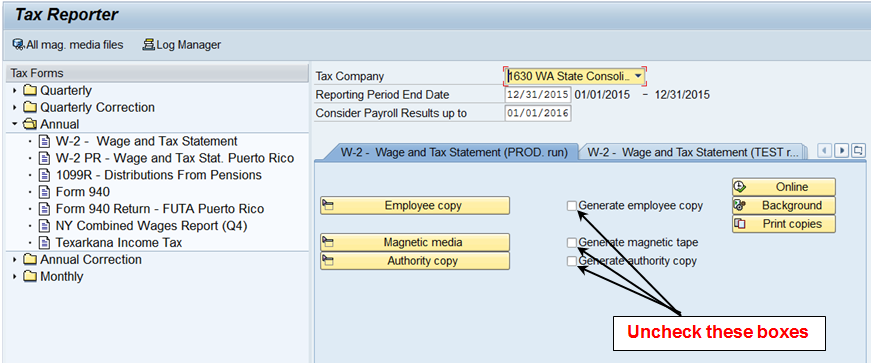 Tax Reporter
All mag. media files Log Manager
Tax Forms
Quarterly
Quarterly Correction
Annual
W-2 - Wage and Tax Statement
W-2 PR - Wage and Tax Stat. Puerto Rico
1099R - Distributions From Pensions
Form 940
Form 940 Return - FUTA Puerto Rico
NY Combined Wages Report (Q4)
Texarkana Income Tax
Annual Correction
Monthly
Tax Company 1630 WA State Consoli..
Reporting Period End Date 12/31/2015 01/01/2015 - 12/31/2015
Consider Payroll Results up to 01/01/2016
W-2 - Wage and Tax Statement (PROD. run) W-2 - Wage and Tax Statement (TEST r...
Employee copy Generate employee copy
Magnetic media Generate magnetic tape
Authority copy Generate authority copy
Online
Background
Print copies
Uncheck these boxes